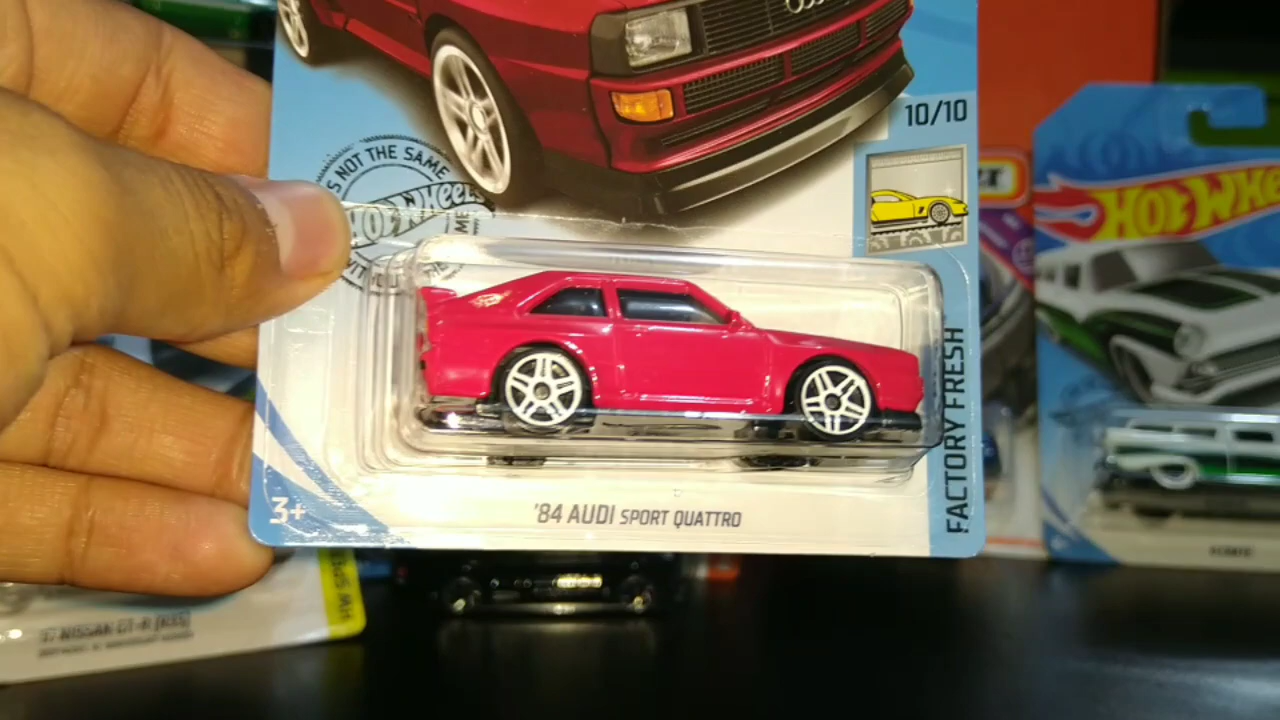 10/10
'S NOT THE SAME
HOT WHEELS
3+
'84 AUDI SPORT QUATTRO
FACTORY FRESH
HOT WHE
17 NISSAN GT-R [R35]